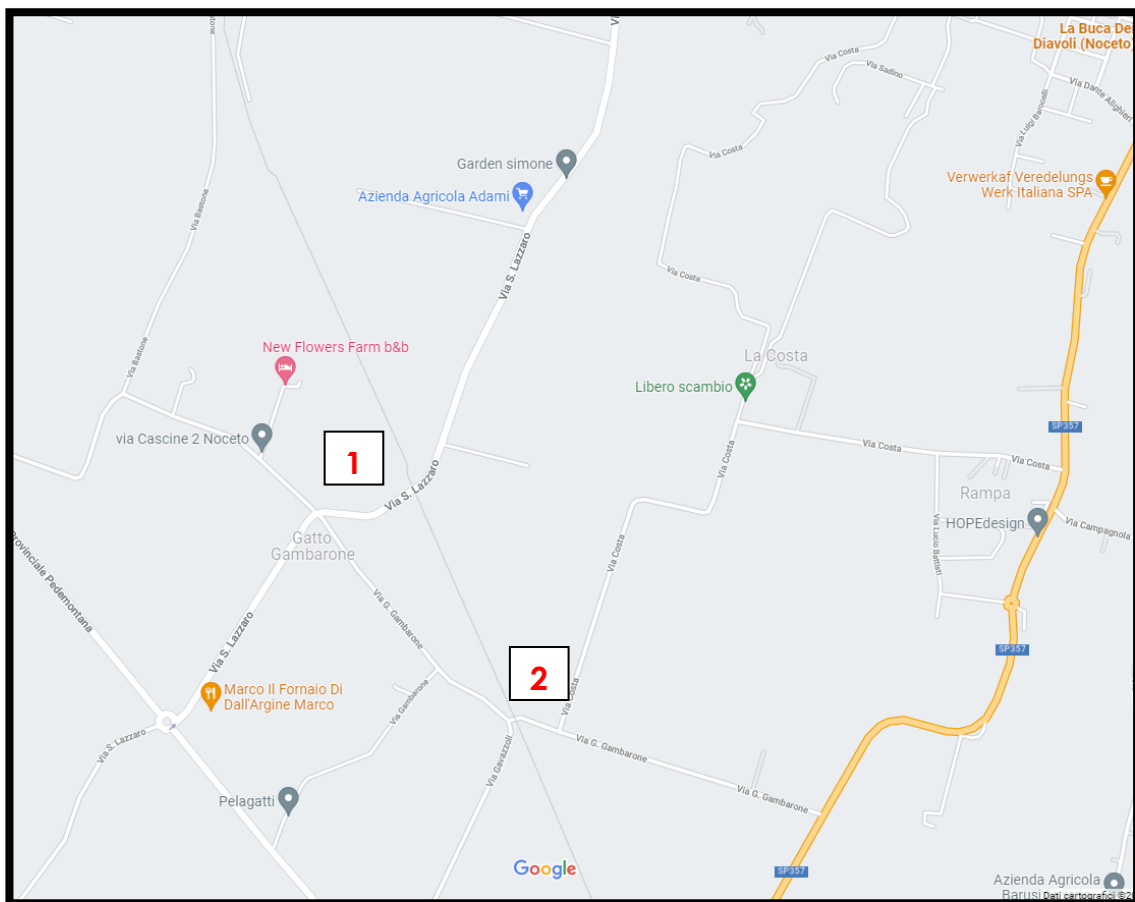 La Buca De
Diavoli (Noceto)
Via Costa
Via Sadino
Via Dante Alighieri
Via Luigi Barocelli
Via Costa
Garden simone
Verwerkaf Veredelungs
Werk Italiana SPA
Azienda Agricola Adami
Via Bastone
Via S. Lazzaro
Via Costa
New Flowers Farm b&b
La Costa
Via Bastone
Libero scambio
SP357
via Cascine 2 Noceto
1
Via Costa
Via Costa
Via Costa
Via S. Lazzaro
Rampa
HOPEdesign
Via Campagnola
Gatto
Gambarone
Via Lucio Battisti
Via Costa
Provinciale Pedemontana
Via G. Gambarone
Via S. Lazzaro
SP357
2
Marco Il Fornaio Di
Dall'Argine Marco
Via Gambarone
Via Costa
Via S. Lazzaro
Via Gavazzoli
Via G. Gambarone
Via G. Gambarone
Pelagatti
Google
SP357
Azienda Agricola
Barusi
Dati cartografici ©2